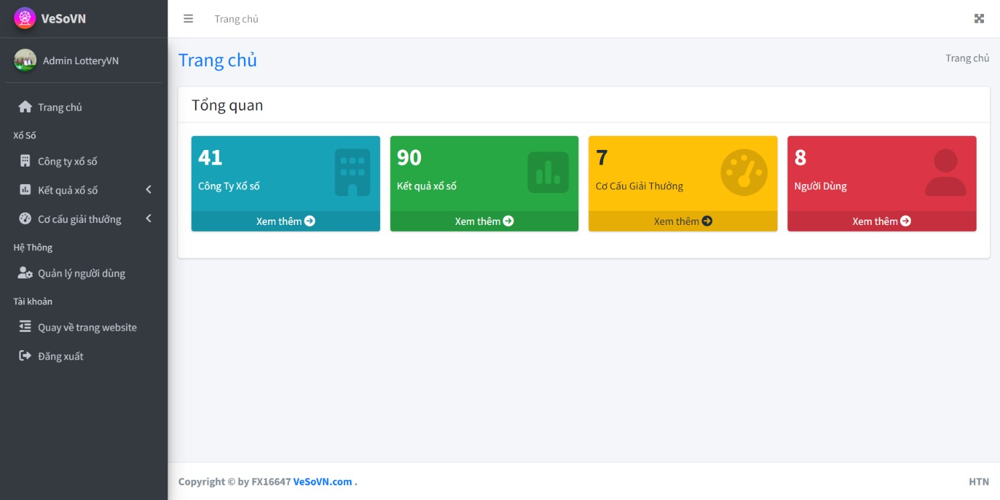 VeSoVN
Admin LotteryVN
Trang chủ
Xổ Số
Công ty xổ số
Kết quả xổ số
Cơ cấu giải thưởng
Hệ Thông
Quản lý người dùng
Tài khoản
Quay về trang website
Đăng xuất
Trang chủ
Trang chủ
Trang chủ
Tổng quan
41
Công Ty Xổ số
Xem thêm
90
Kết quả xổ số
Xem thêm
7
Cơ Cấu Giải Thưởng
Xem thêm
8
Người Dùng
Xem thêm
Copyright © by FX16647 VeSoVN.com .
HTN